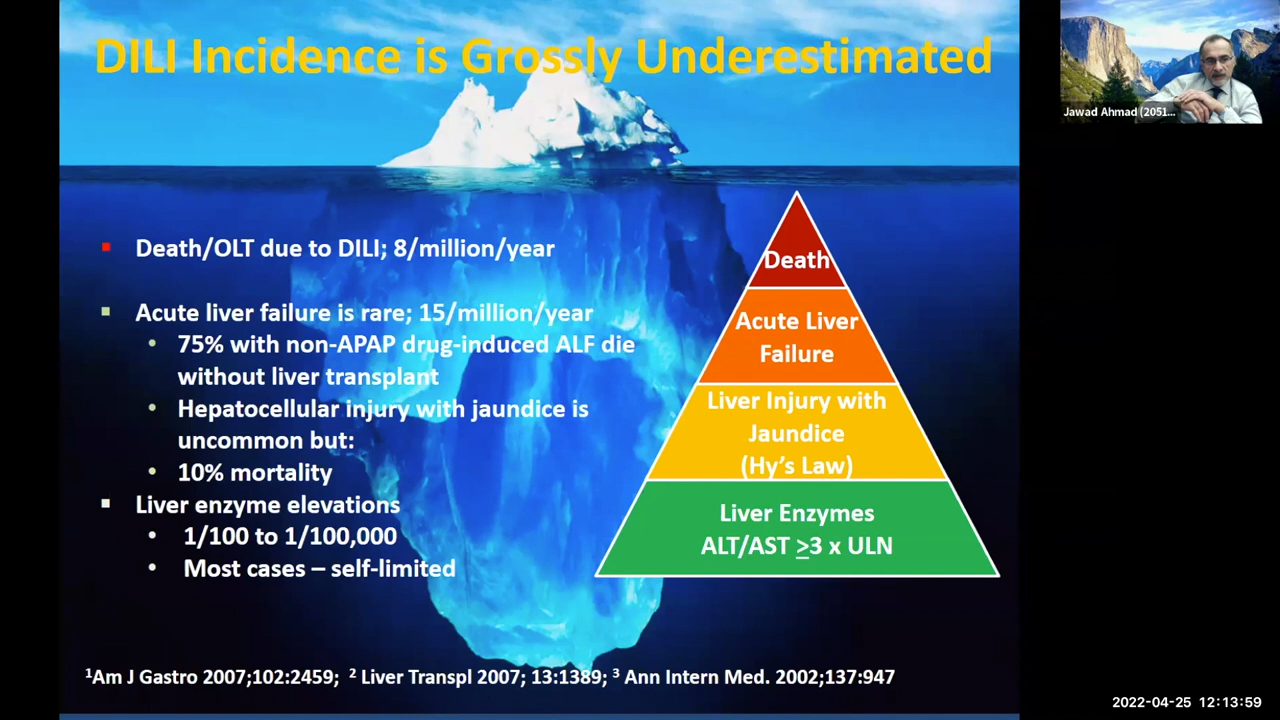 DILI Incidence is Grossly Underestimated
Jawad Ahmad (2051...
Death/OLT due to DILI; 8/million/year
Acute liver failure is rare; 15/million/year
75% with non-APAP drug-induced ALF die
without liver transplant
Hepatocellular injury with jaundice is
uncommon but:
10% mortality
Liver enzyme elevations
1/100 to 1/100,000
Most cases – self-limited
Death
Acute Liver
Failure
Liver Injury with
Jaundice
(Hy's Law)
Liver Enzymes
ALT/AST ≥3 x ULN
¹Am J Gastro 2007;102:2459; ² Liver Transpl 2007; 13:1389; ³ Ann Intern Med. 2002;137:947
2022-04-25 12:13:59